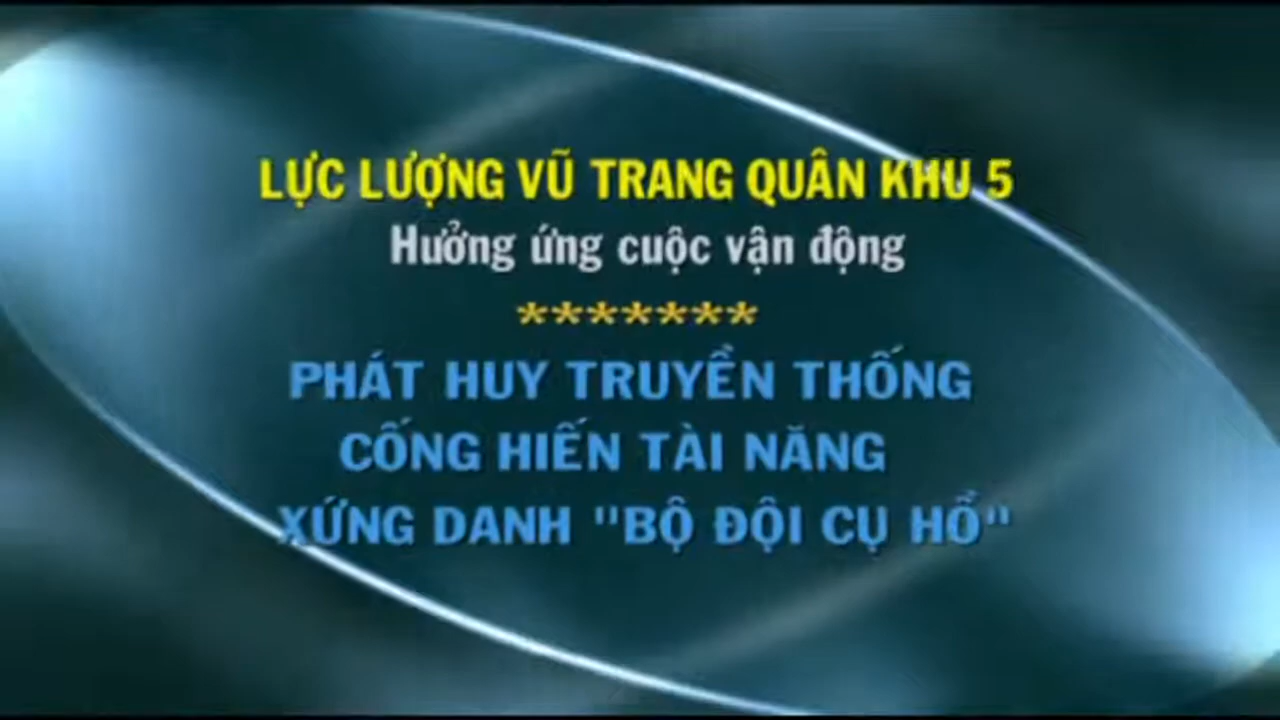 LỰC LƯỢNG VŨ TRANG QUÂN KHU 5
Hưởng ứng cuộc vận động
*******
PHÁT HUY TRUYỀN THỐNG
CỐNG HIẾN TÀI NĂNG
XỨNG DANH "BỘ ĐỘI CỤ HỒ"